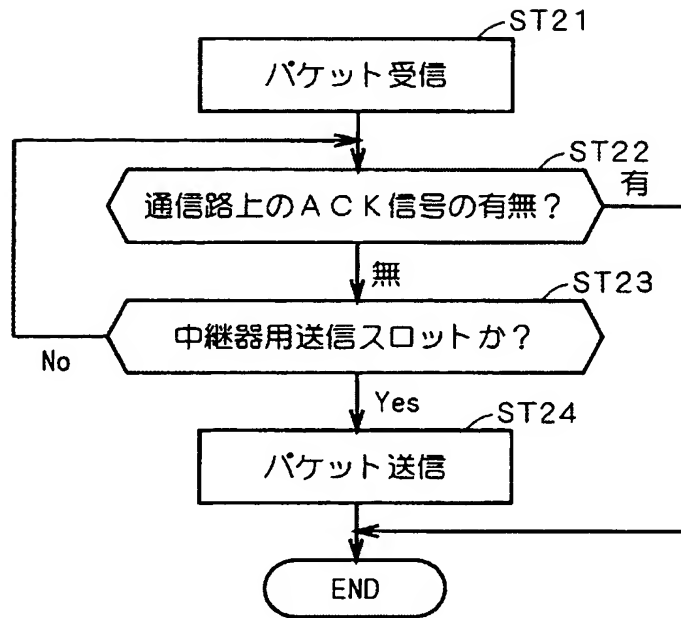 ST21
パケット受信
ST22
通信路上のＡＣＫ信号の有無？
有
無
ST23
中継器用送信スロットか？
No
Yes
ST24
パケット送信
END